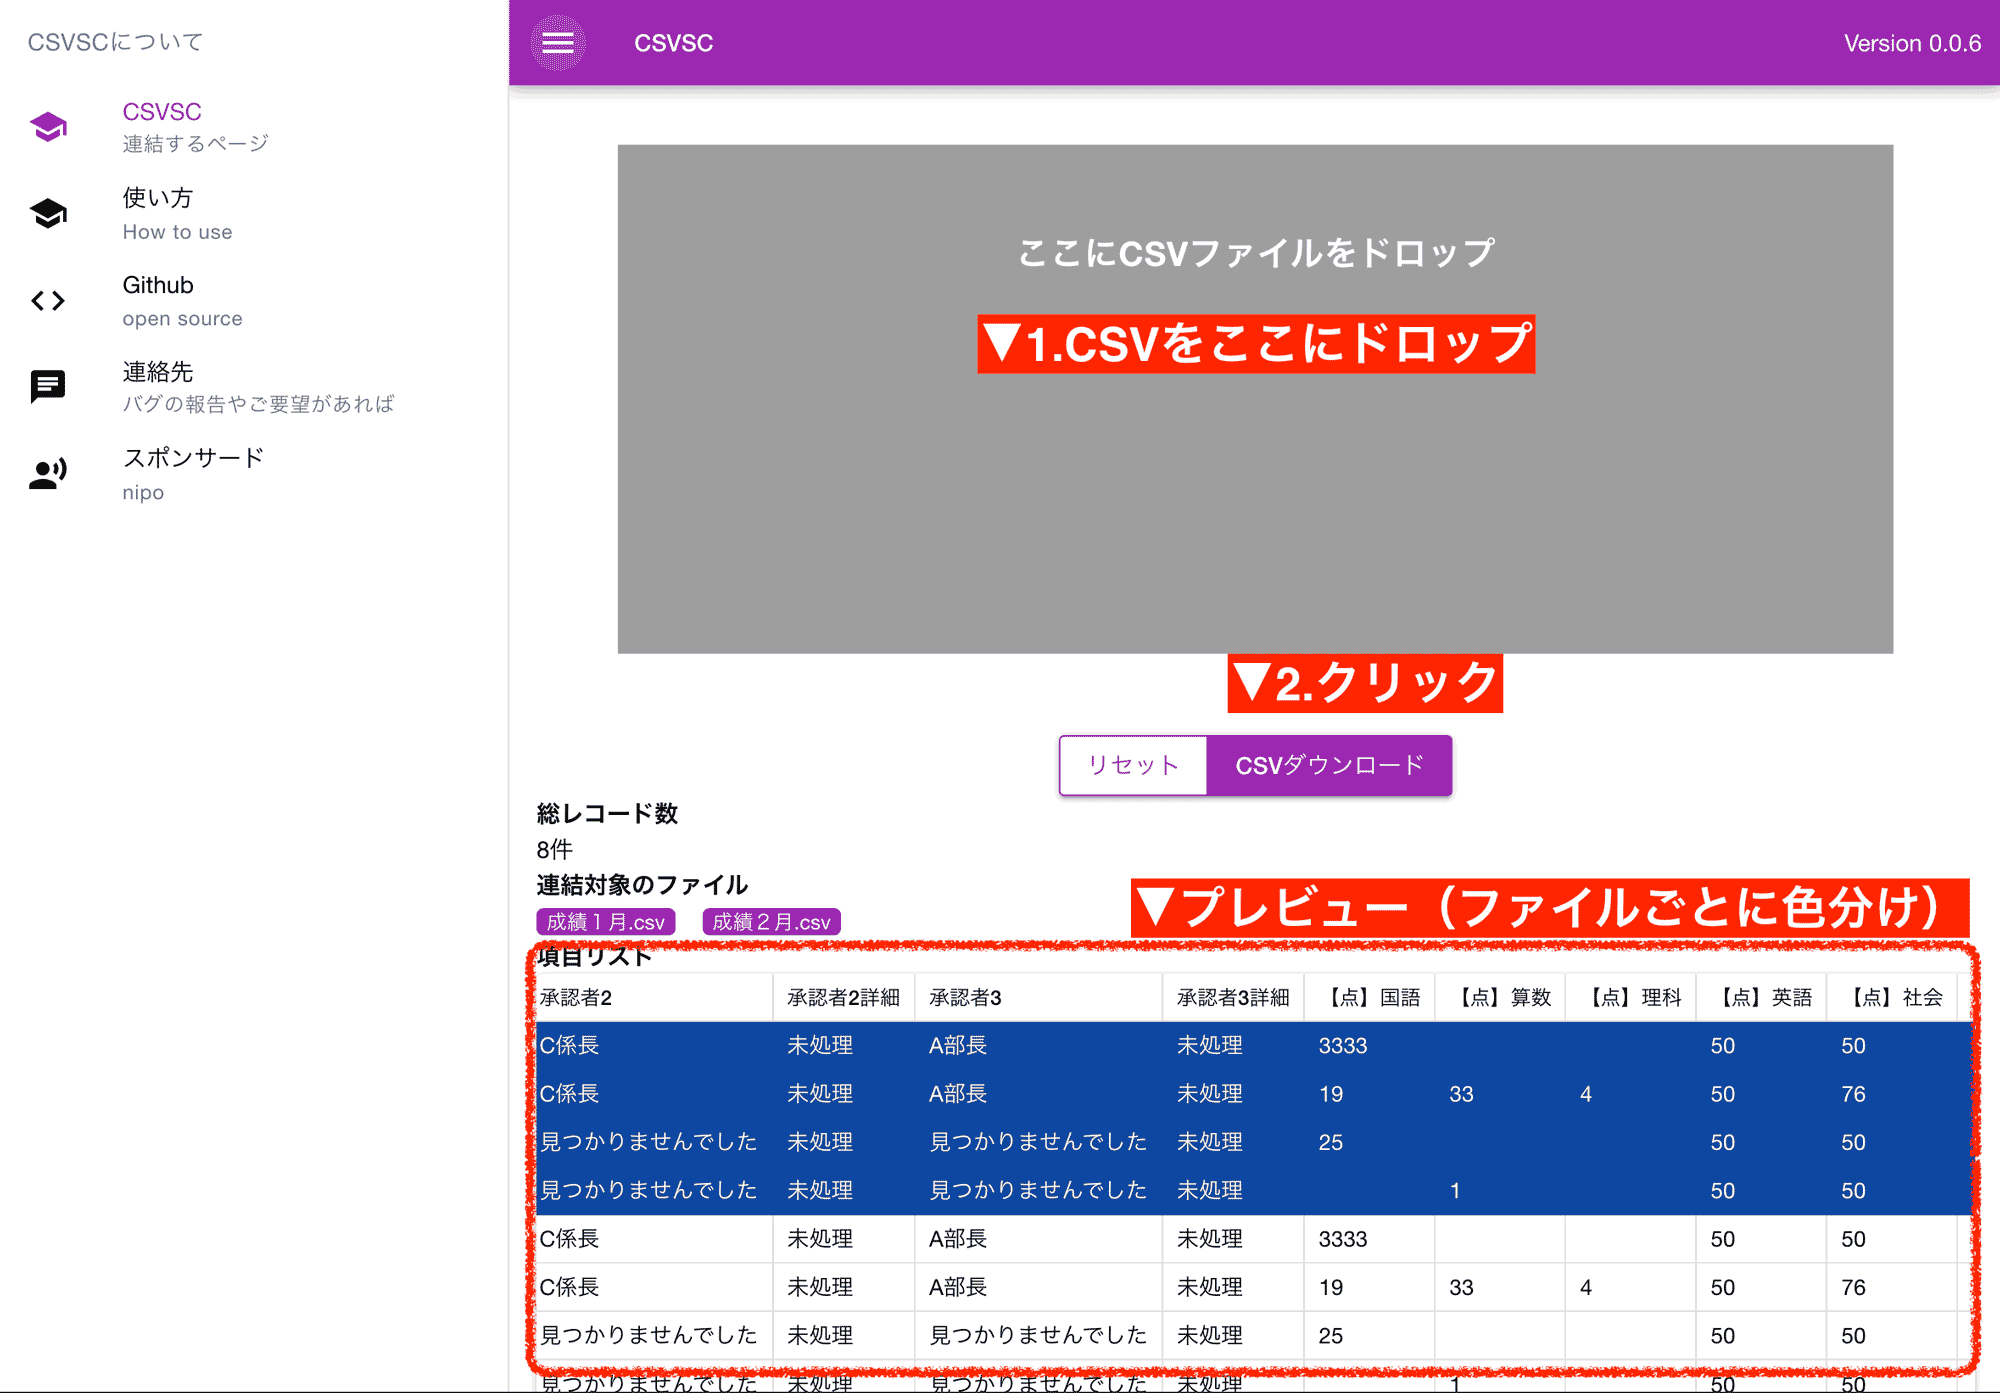 CSVSCについて
CSVSC
連結するページ
使い方
How to use
Github
open source
連絡先
バグの報告やご要望があれば
スポンサード
nipo
CSVSC
Version 0.0.6
ここにCSVファイルをドロップ
▼1.CSVをここにドロップ
▼2.クリック
リセット CSVダウンロード
総レコード数
8件
連結対象のファイル
成績１月.csv 成績２月.csv
▼プレビュー（ファイルごとに色分け）
項目リスト
承認者2 承認者2詳細 承認者3 承認者3詳細 【点】国語 【点】算数 【点】理科 【点】英語 【点】社会
C係長 未処理 A部長 未処理 3333 50 50
C係長 未処理 A部長 未処理 19 33 4 50 76
見つかりませんでした 未処理 見つかりませんでした 未処理 25 50 50
見つかりませんでした 未処理 見つかりませんでした 未処理 1 50 50
C係長 未処理 A部長 未処理 3333 50 50
C係長 未処理 A部長 未処理 19 33 4 50 76
見つかりませんでした 未処理 見つかりませんでした 未処理 25 50 50
見つかりませんでした 未処理 見つかりませんでした 未処理 1 50 50